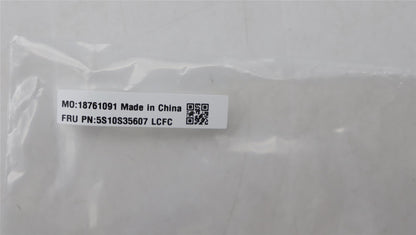 MO:18761091 Made in China
FRU PN:5S10S35607 LCFC